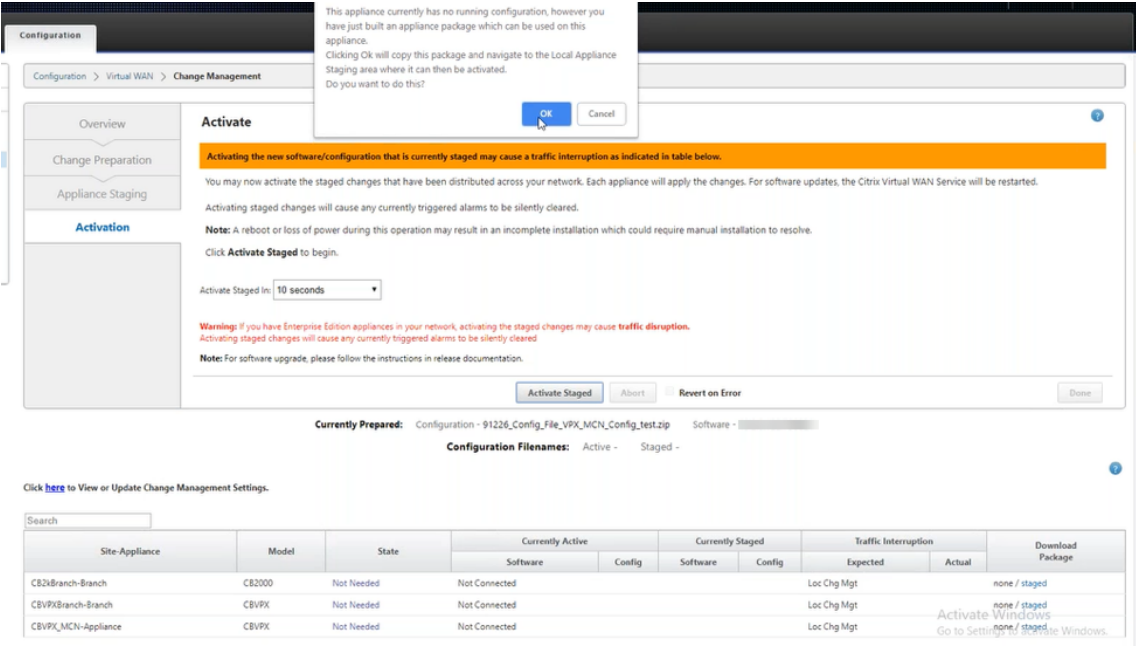 This appliance currently has no running configuration, however you
have just built an appliance package which can be used on this
appliance.
Clicking Ok will copy this package and navigate to the Local Appliance
Staging area where it can then be activated.
Do you want to do this?
OK Cancel
Configuration
Configuration > Virtual WAN > Change Management
Overview
Change Preparation
Appliance Staging
Activation
Activate
?
Activating the new software/configuration that is currently staged may cause a traffic interruption as indicated in table below.
You may now activate the staged changes that have been distributed across your network. Each appliance will apply the changes. For software updates, the Citrix Virtual WAN Service will be restarted.
Activating staged changes will cause any currently triggered alarms to be silently cleared.
Note: A reboot or loss of power during this operation may result in an incomplete installation which could require manual installation to resolve.
Click Activate Staged to begin.
Activate Staged In: 10 seconds
Warning: If you have Enterprise Edition appliances in your network, activating the staged changes may cause traffic disruption.
Activating staged changes will cause any currently triggered alarms to be silently cleared
Note: For software upgrade, please follow the instructions in release documentation.
Activate Staged Abort Revert on Error Done
Currently Prepared: Configuration - 91226_Config_File_VPX_MCN_Config_test.zip Software -
Configuration Filenames: Active - Staged -
?
Click here to View or Update Change Management Settings.
Search
Site-Appliance Model State Currently Active Currently Staged Traffic Interruption Download Package
Software Config Software Config Expected Actual
CB2kBranch-Branch CB2000 Not Needed Not Connected Loc Chg Mgt none / staged
CBVPXBranch-Branch CBVPX Not Needed Not Connected Loc Chg Mgt none / staged
CBVPX_MCN-Appliance CBVPX Not Needed Not Connected Loc Chg Mgt none / staged
Activate Windows
Go to Settings to activate Windows.